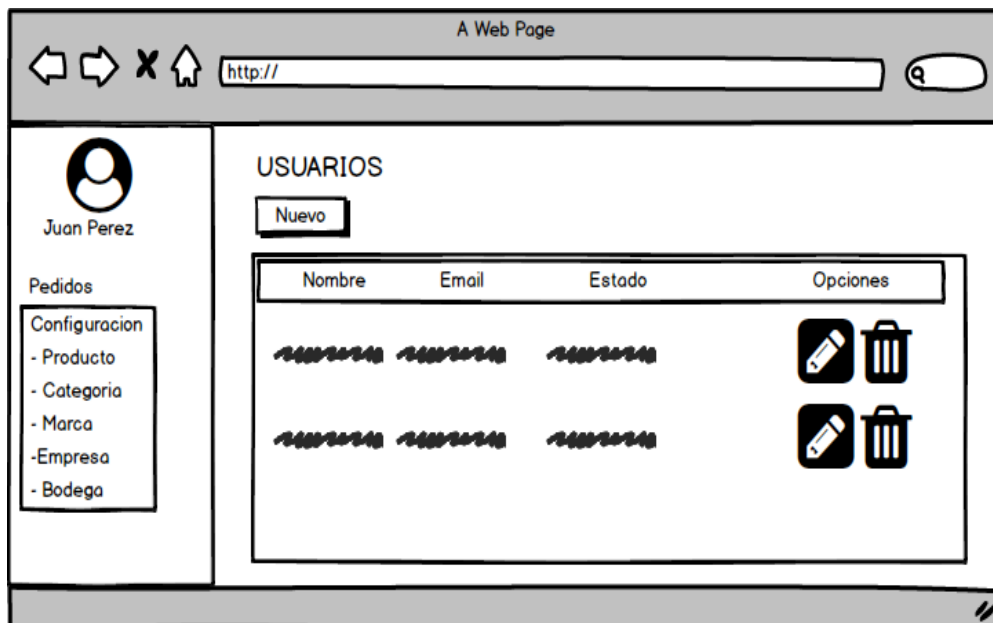 A Web Page
http://
Juan Perez
Pedidos
Configuracion
- Producto
- Categoria
- Marca
-Empresa
- Bodega
USUARIOS
Nuevo
Nombre Email Estado Opciones